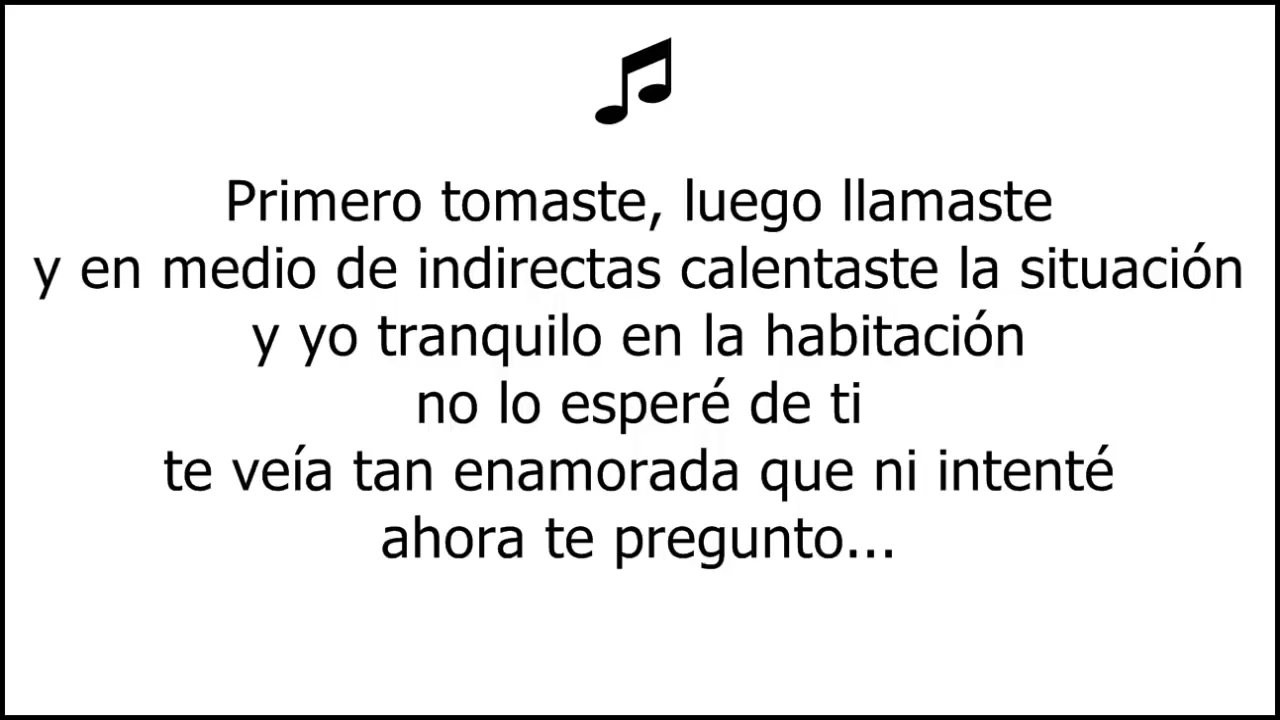 Primero tomaste, luego llamaste
y en medio de indirectas calentaste la situación
y yo tranquilo en la habitación
no lo esperé de ti
te veía tan enamorada que ni intenté
ahora te pregunto...